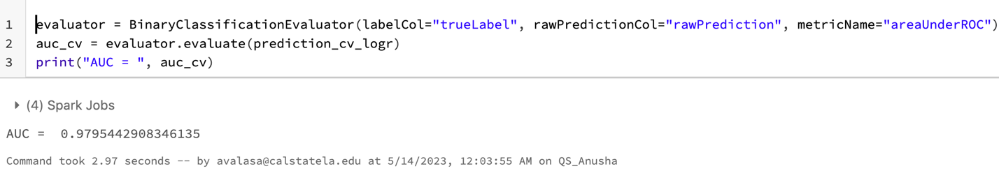 1 evaluator = BinaryClassificationEvaluator(labelCol="trueLabel", rawPredictionCol="rawPrediction", metricName="areaUnderROC")
2 auc_cv = evaluator.evaluate(prediction_cv_logr)
3 print("AUC = ", auc_cv)
(4) Spark Jobs
AUC =  0.9795442908346135
Command took 2.97 seconds -- by avalasa@calstatela.edu at 5/14/2023, 12:03:55 AM on QS_Anusha